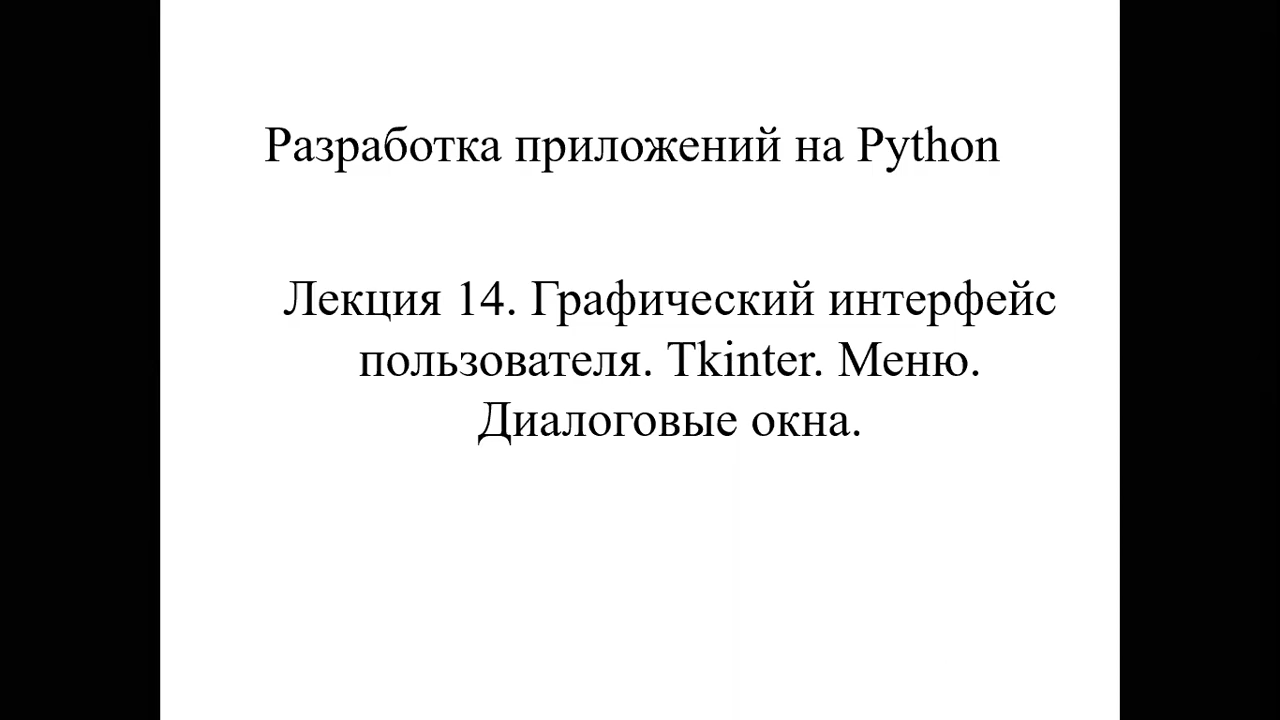 Разработка приложений на Python
Лекция 14. Графический интерфейс
пользователя. Tkinter. Меню.
Диалоговые окна.